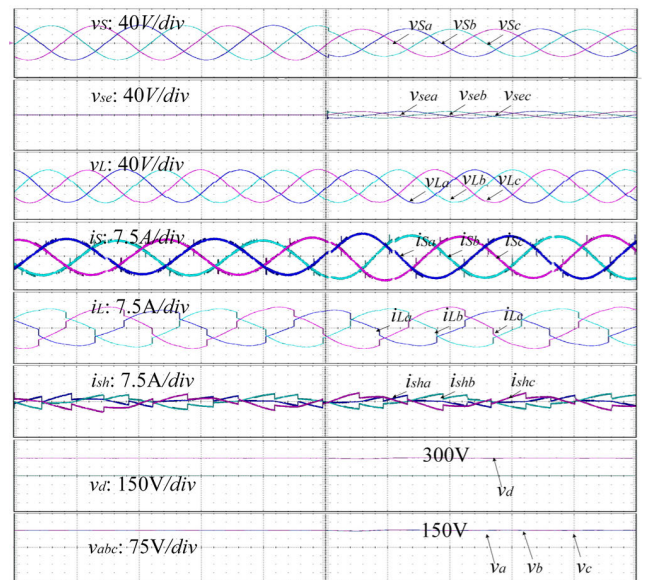 vS: 40V/div vSa vSb vSc
vse: 40V/div vsea vseb vsec
vL: 40V/div vLa vLb vLc
iS: 7.5A/div iSa iSb iSc
iL: 7.5A/div iLa iLb iLc
ish: 7.5A/div isha ishb ishc
300V
vd: 150V/div vd
150V
vabc: 75V/div va vb vc